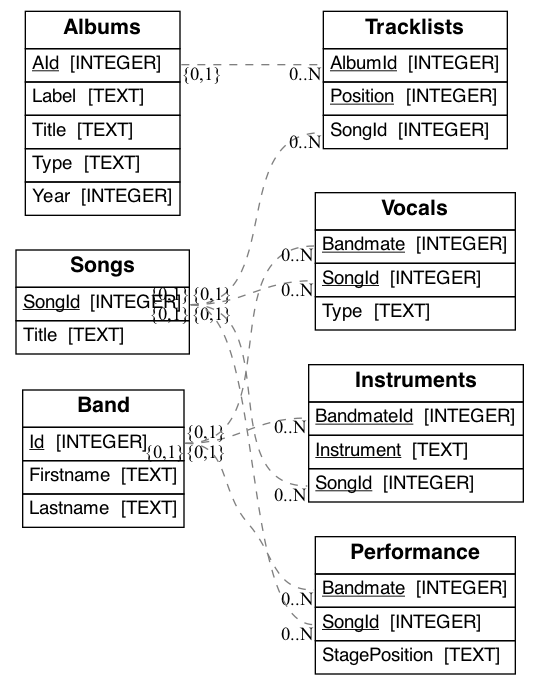 Albums
AId [INTEGER]
Label [TEXT]
Title [TEXT]
Type [TEXT]
Year [INTEGER]
{0,1}
0..N
Tracklists
AlbumId [INTEGER]
Position [INTEGER]
SongId [INTEGER]
0..N
Songs
SongId [INTEGER]
Title [TEXT]
{0,1} {0,1}
{0,1} {0,1}
Vocals
Bandmate [INTEGER]
SongId [INTEGER]
Type [TEXT]
0..N
0..N
Band
Id [INTEGER]
Firstname [TEXT]
Lastname [TEXT]
{0,1}
{0,1} {0,1}
Instruments
BandmateId [INTEGER]
Instrument [TEXT]
SongId [INTEGER]
0..N
0..N
Performance
Bandmate [INTEGER]
SongId [INTEGER]
StagePosition [TEXT]
0..N
0..N